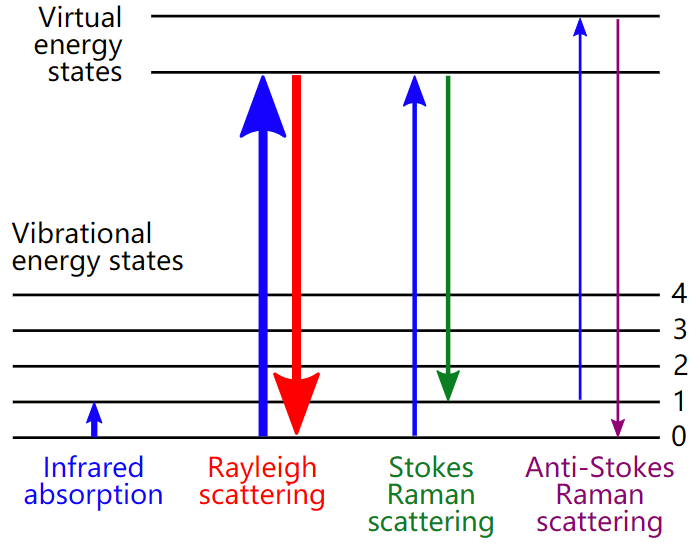 Virtual
energy
states
Vibrational
energy states
4
3
2
1
0
Infrared
absorption
Rayleigh
scattering
Stokes
Raman
scattering
Anti-Stokes
Raman
scattering